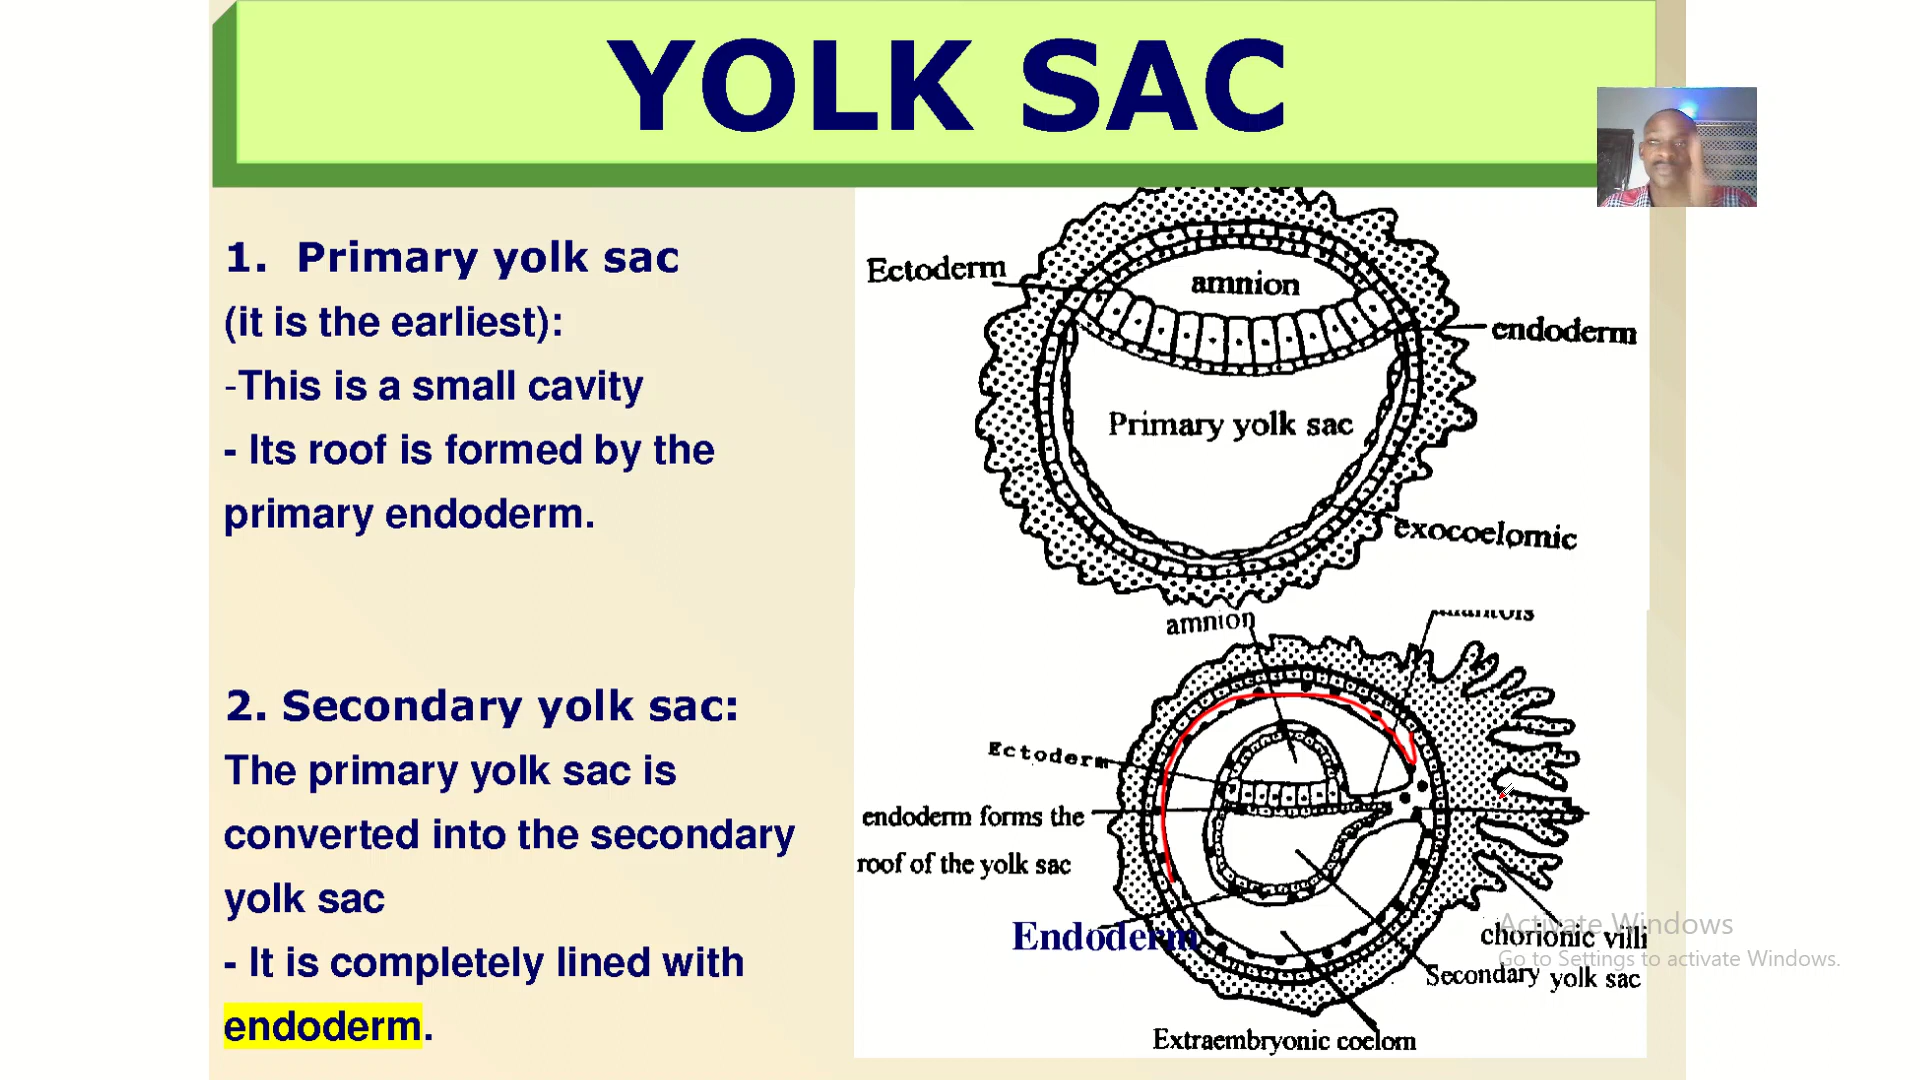 YOLK SAC
1. Primary yolk sac
(it is the earliest):
-This is a small cavity
- Its roof is formed by the
primary endoderm.
2. Secondary yolk sac:
The primary yolk sac is
converted into the secondary
yolk sac
- It is completely lined with
endoderm.
Ectoderm
amnion
endoderm
Primary yolk sac
exocoelomic
amnion
Ectoderm
endoderm forms the
roof of the yolk sac
Endoderm
chorionic villi
Secondary yolk sac
Extraembryonic coelom
Activate Windows
Go to Settings to activate Windows.